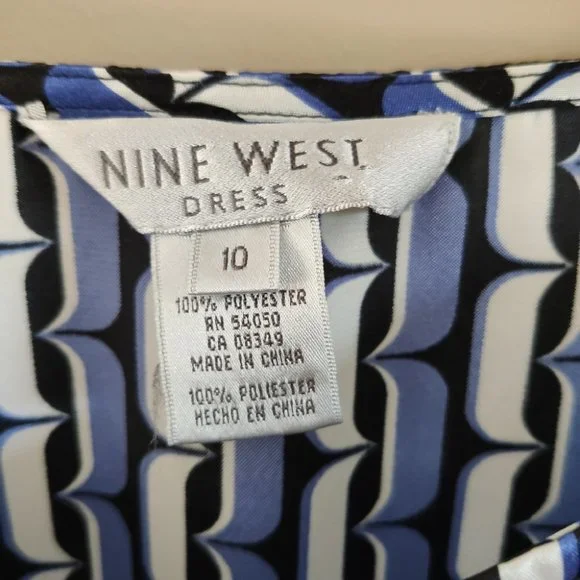 NINE WEST
DRESS
10
100% POLYESTER
RN 54050
CA 08349
MADE IN CHINA
100% POLIESTER
HECHO EN CHINA